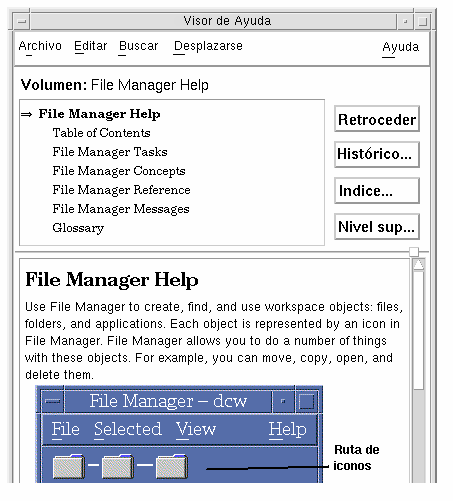 Visor de Ayuda
Archivo Editar Buscar Desplazarse Ayuda
Volumen: File Manager Help
⇒ File Manager Help
Table of Contents
File Manager Tasks
File Manager Concepts
File Manager Reference
File Manager Messages
Glossary
Retroceder
Histórico...
Indice...
Nivel sup...
File Manager Help
Use File Manager to create, find, and use workspace objects: files,
folders, and applications. Each object is represented by an icon in
File Manager. File Manager allows you to do a number of things
with these objects. For example, you can move, copy, open, and
delete them.
File Manager – dcw
File Selected View Help
Ruta de
iconos